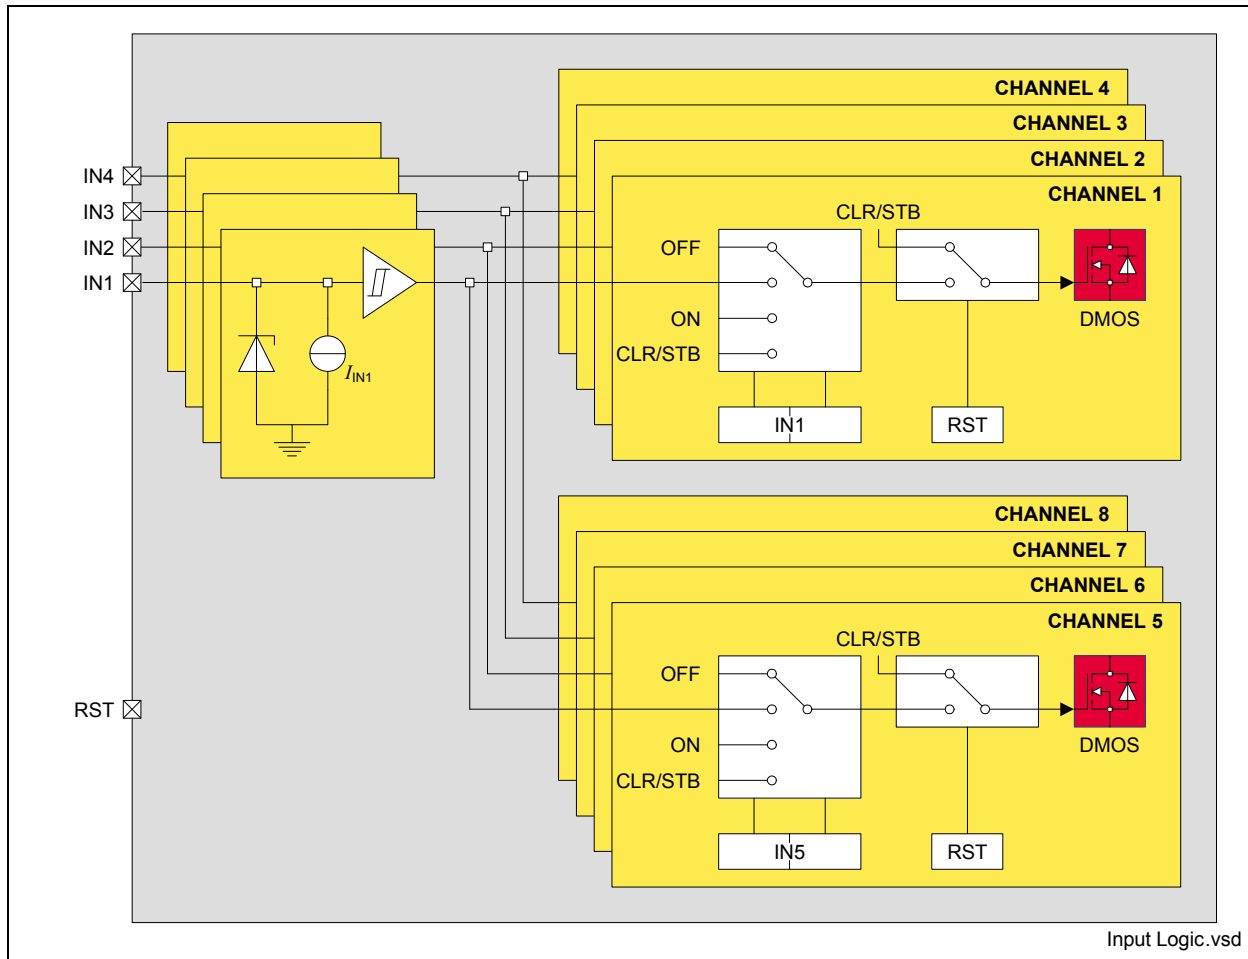 CHANNEL 4
CHANNEL 3
CHANNEL 2
CHANNEL 1
IN4
IN3
IN2
IN1
CLR/STB
OFF
ON
CLR/STB
DMOS
IIN1
IN1
RST
CHANNEL 8
CHANNEL 7
CHANNEL 6
CHANNEL 5
CLR/STB
OFF
RST
ON
CLR/STB
DMOS
IN5
RST
Input Logic.vsd